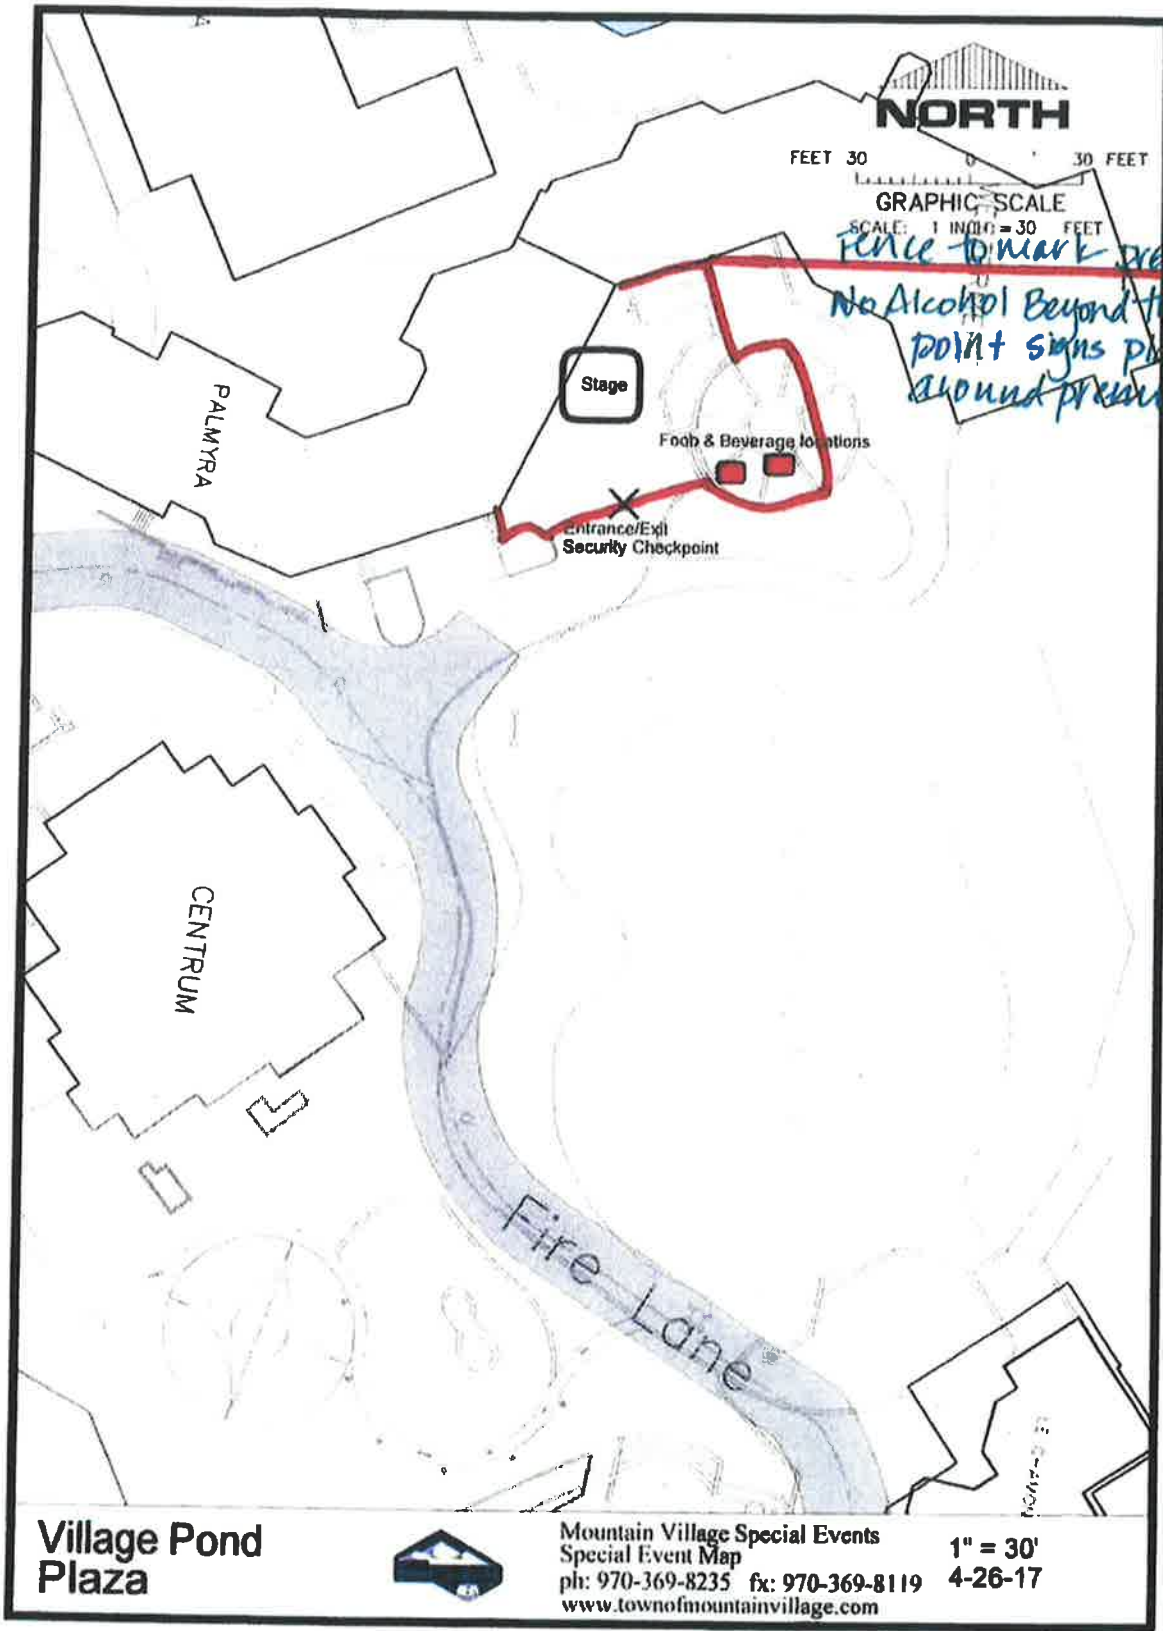 NORTH
FEET 30 0 30 FEET
GRAPHIC SCALE
SCALE: 1 INCH = 30 FEET
Fence to mark
No Alcohol Beyond
point signs
around
Stage
PALMYRA
Foob & Beverage locations
Entrance/Exit
Security Checkpoint
CENTRUM
Fire Lane
Village Pond
Plaza
Mountain Village Special Events
Special Event Map
ph: 970-369-8235 fx: 970-369-8119
www.townofmountainvillage.com
1" = 30'
4-26-17